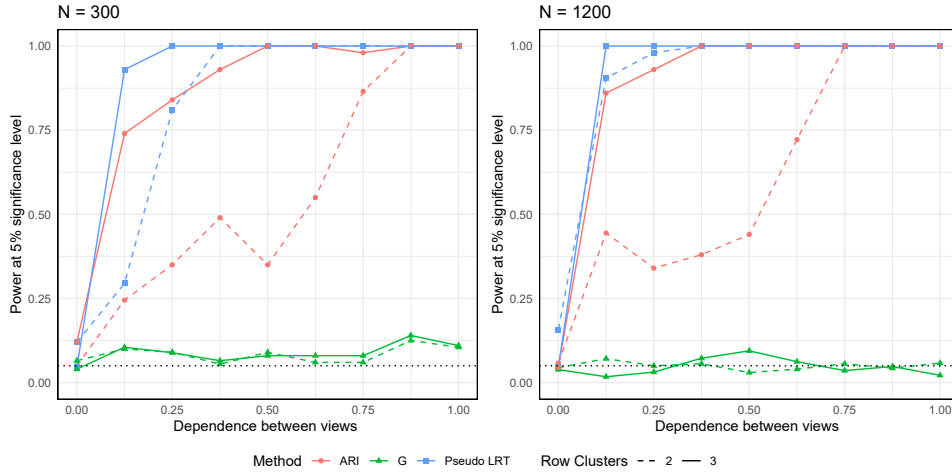 N = 300
N = 1200
Power at 5% significance level
1.00
0.75
0.50
0.25
0.00
0.00 0.25 0.50 0.75 1.00
Dependence between views
Power at 5% significance level
1.00
0.75
0.50
0.25
0.00
0.00 0.25 0.50 0.75 1.00
Dependence between views
Method ARI G Pseudo LRT Row Clusters 2 3